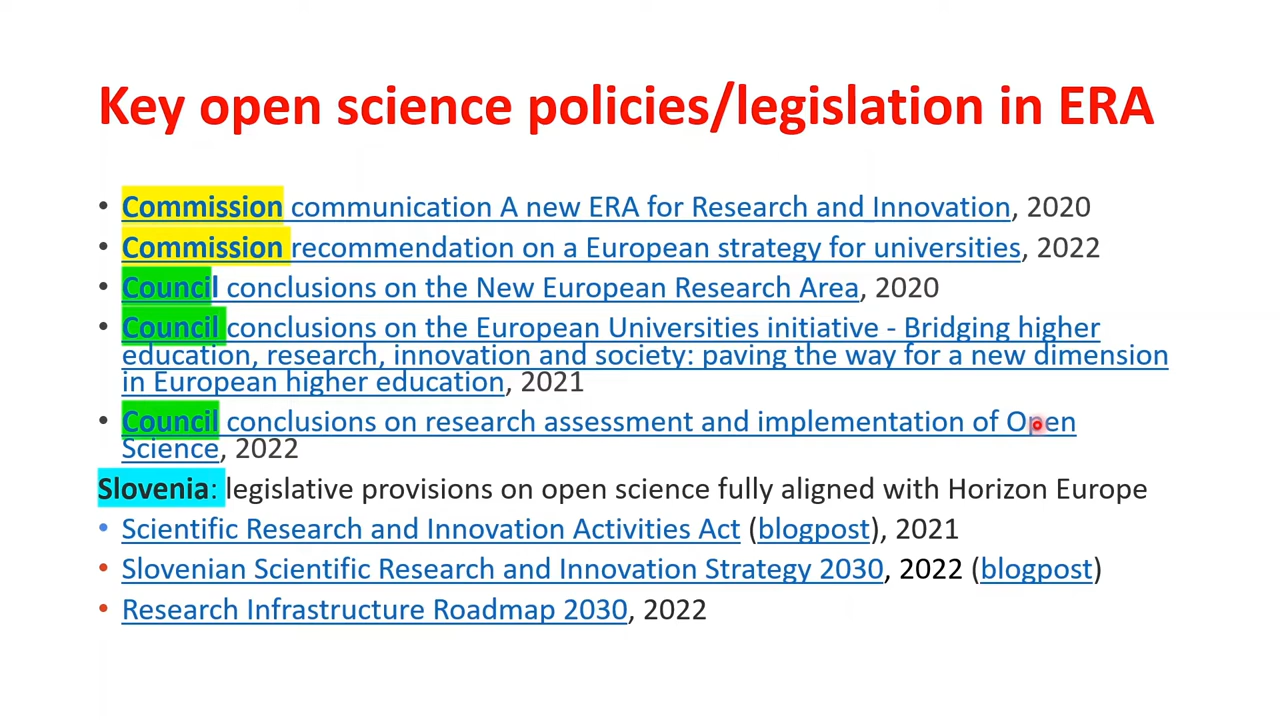 Key open science policies/legislation in ERA
• Commission communication A new ERA for Research and Innovation, 2020
• Commission recommendation on a European strategy for universities, 2022
• Council conclusions on the New European Research Area, 2020
• Council conclusions on the European Universities initiative - Bridging higher
education, research, innovation and society: paving the way for a new dimension
in European higher education, 2021
• Council conclusions on research assessment and implementation of Open
Science, 2022
Slovenia: legislative provisions on open science fully aligned with Horizon Europe
• Scientific Research and Innovation Activities Act (blogpost), 2021
• Slovenian Scientific Research and Innovation Strategy 2030, 2022 (blogpost)
• Research Infrastructure Roadmap 2030, 2022